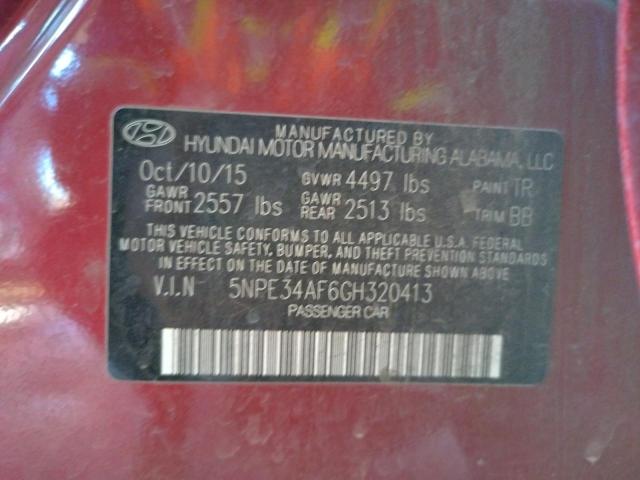 MANUFACTURED BY
HYUNDAI MOTOR MANUFACTURING ALABAMA, LLC
Oct/10/15 GVWR 4497 lbs PAINT TR
GAWR FRONT 2557 lbs GAWR REAR 2513 lbs TRIM BB
THIS VEHICLE CONFORMS TO ALL APPLICABLE U.S.A. FEDERAL
MOTOR VEHICLE SAFETY, BUMPER, AND THEFT PREVENTION STANDARDS
IN EFFECT ON THE DATE OF MANUFACTURE SHOWN ABOVE.
V.I.N 5NPE34AF6GH320413
PASSENGER CAR